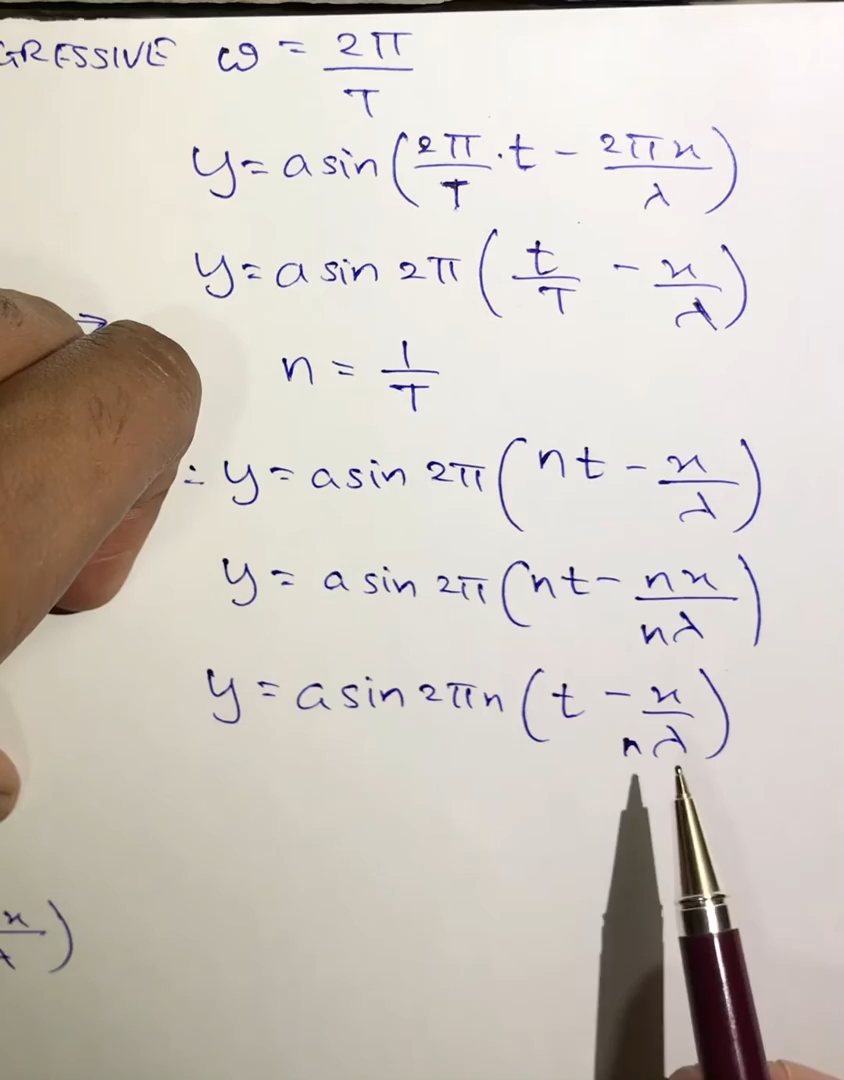 GRESSIVE ω = 2π/T
y = a sin (2π/T . t - 2πx/λ)
y = a sin 2π (t/T - x/λ)
n = 1/T
∴ y = a sin 2π (nt - x/λ)
y = a sin 2π (nt - nx/nλ)
y = a sin 2πn (t - x/nλ)
x/λ)